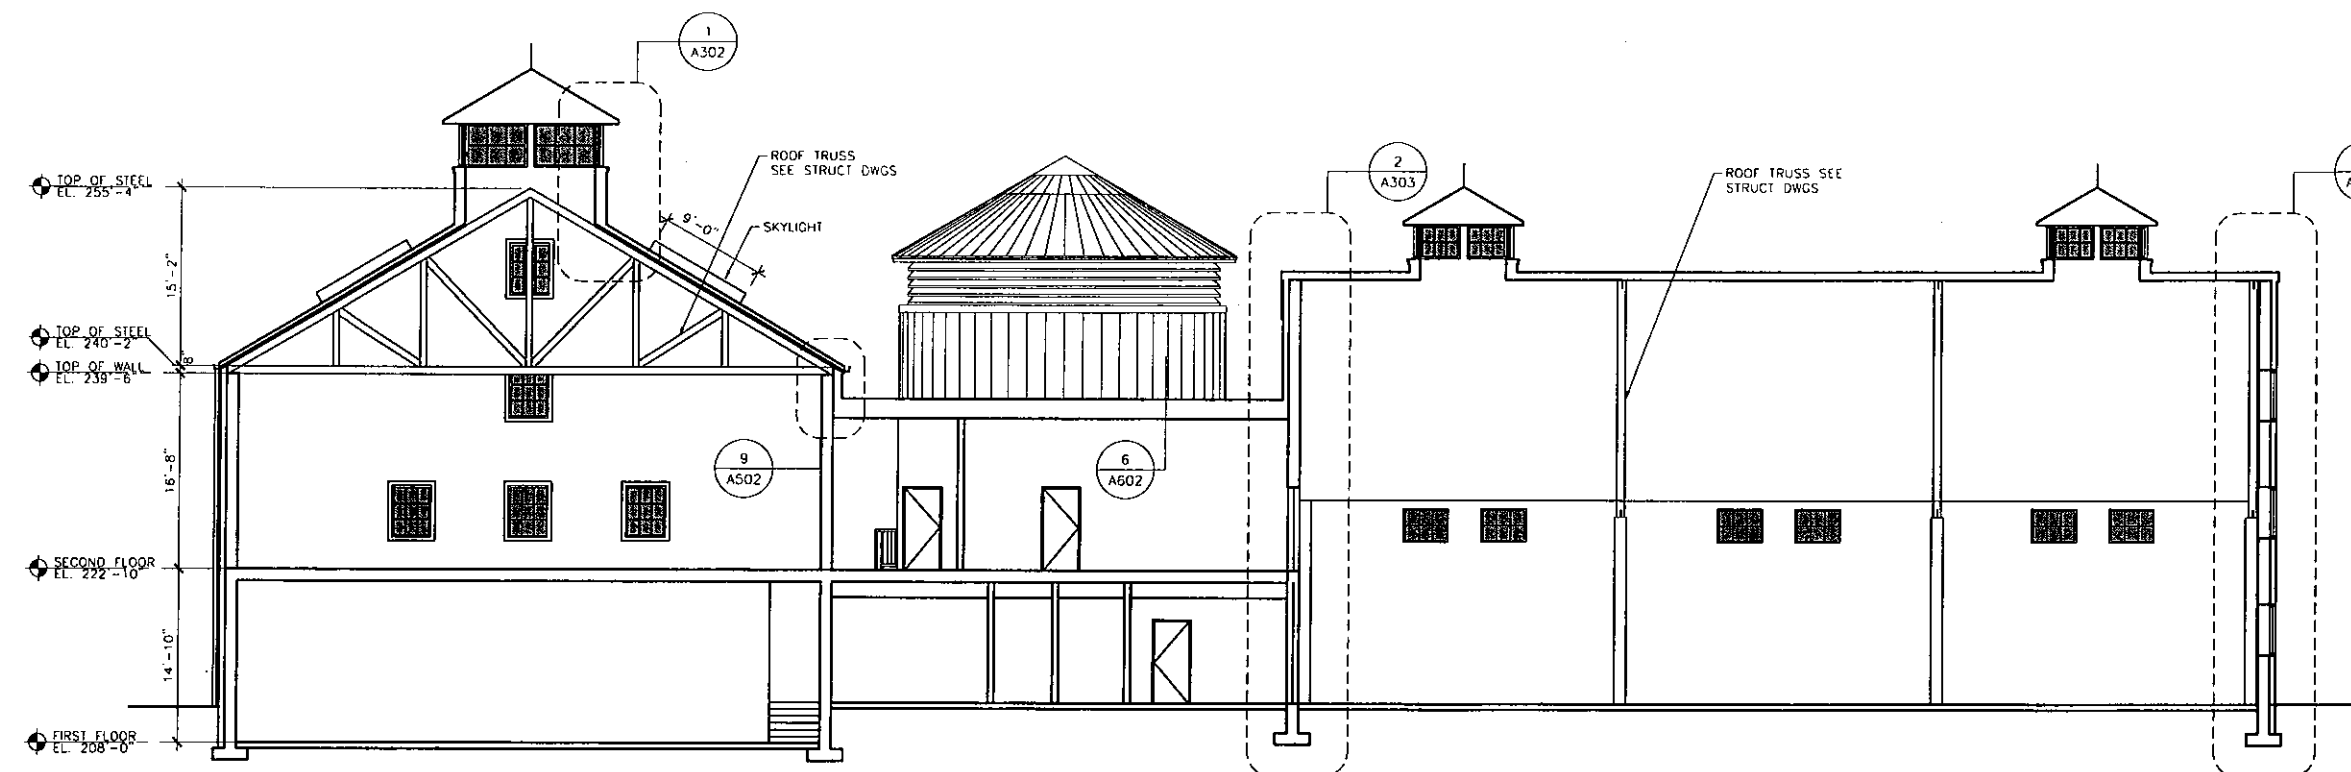 1
A302
ROOF TRUSS
SEE STRUCT DWGS
9'-0"
SKYLIGHT
2
A303
ROOF TRUSS SEE
STRUCT DWGS
TOP OF STEEL
EL. 255'-4"
15'-2"
TOP OF STEEL
EL. 240'-2"
8"
TOP OF WALL
EL. 239'-6"
16'-8"
9
A502
6
A602
SECOND FLOOR
EL. 222'-10"
14'-10"
FIRST FLOOR
EL. 208'-0"